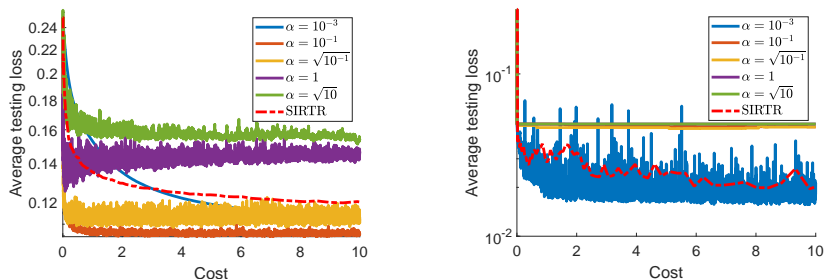 0.24
0.22
0.2
0.18
0.16
0.14
0.12
Average testing loss
0 2 4 6 8 10
Cost
α = 10⁻³
α = 10⁻¹
α = √10⁻¹
α = 1
α = √10
SIRTR
10⁻¹
10⁻²
Average testing loss
0 2 4 6 8 10
Cost
α = 10⁻³
α = 10⁻¹
α = √10⁻¹
α = 1
α = √10
SIRTR